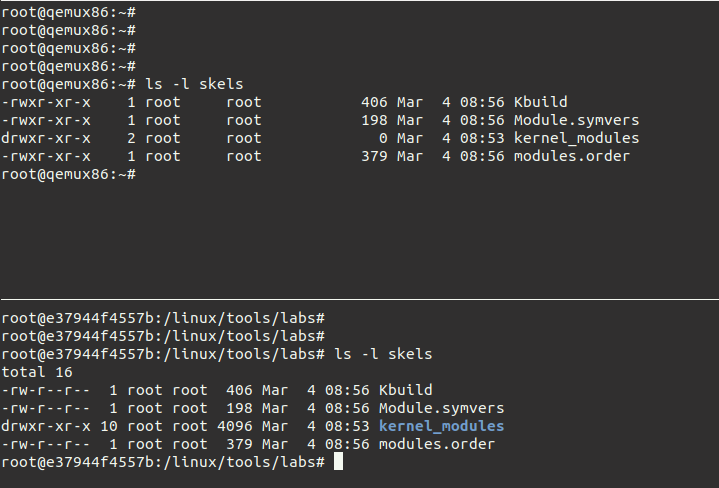 root@qemux86:~#
root@qemux86:~#
root@qemux86:~#
root@qemux86:~#
root@qemux86:~# ls -l skels
-rwxr-xr-x    1 root     root           406 Mar  4 08:56 Kbuild
-rwxr-xr-x    1 root     root           198 Mar  4 08:56 Module.symvers
drwxr-xr-x    2 root     root             0 Mar  4 08:53 kernel_modules
-rwxr-xr-x    1 root     root           379 Mar  4 08:56 modules.order
root@qemux86:~#
root@e37944f4557b:/linux/tools/labs#
root@e37944f4557b:/linux/tools/labs#
root@e37944f4557b:/linux/tools/labs# ls -l skels
total 16
-rw-r--r--  1 root root  406 Mar  4 08:56 Kbuild
-rw-r--r--  1 root root  198 Mar  4 08:56 Module.symvers
drwxr-xr-x 10 root root 4096 Mar  4 08:53 kernel_modules
-rw-r--r--  1 root root  379 Mar  4 08:56 modules.order
root@e37944f4557b:/linux/tools/labs#